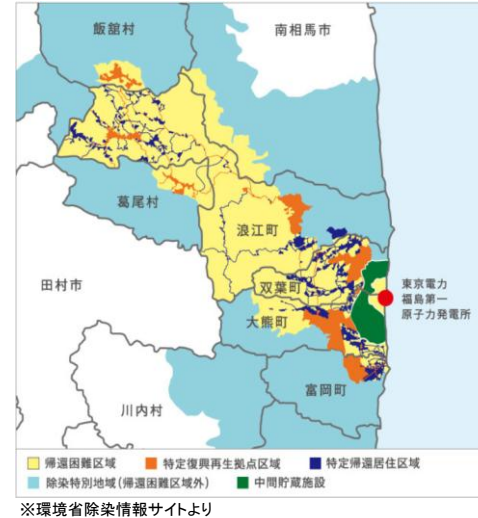 飯舘村
南相馬市
葛尾村
浪江町
田村市
双葉町
大熊町
東京電力
福島第一
原子力発電所
富岡町
川内村
帰還困難区域
特定復興再生拠点区域
特定帰還居住区域
除染特別地域(帰還困難区域外)
中間貯蔵施設
※環境省除染情報サイトより